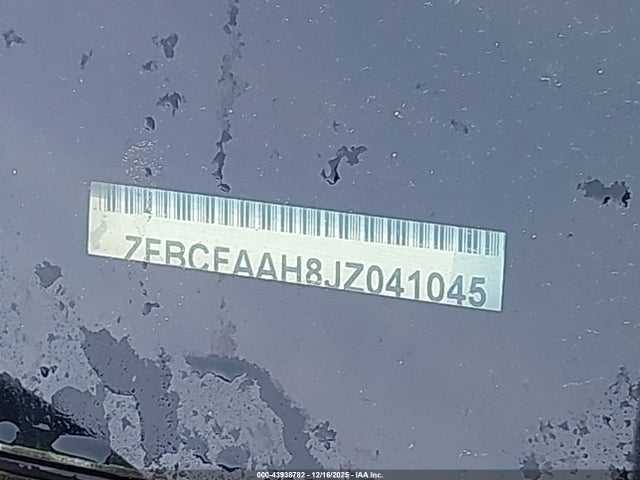 ZFBCFAAH8JZ041045
000-43938782 - 12/16/2025 - IAA Inc.